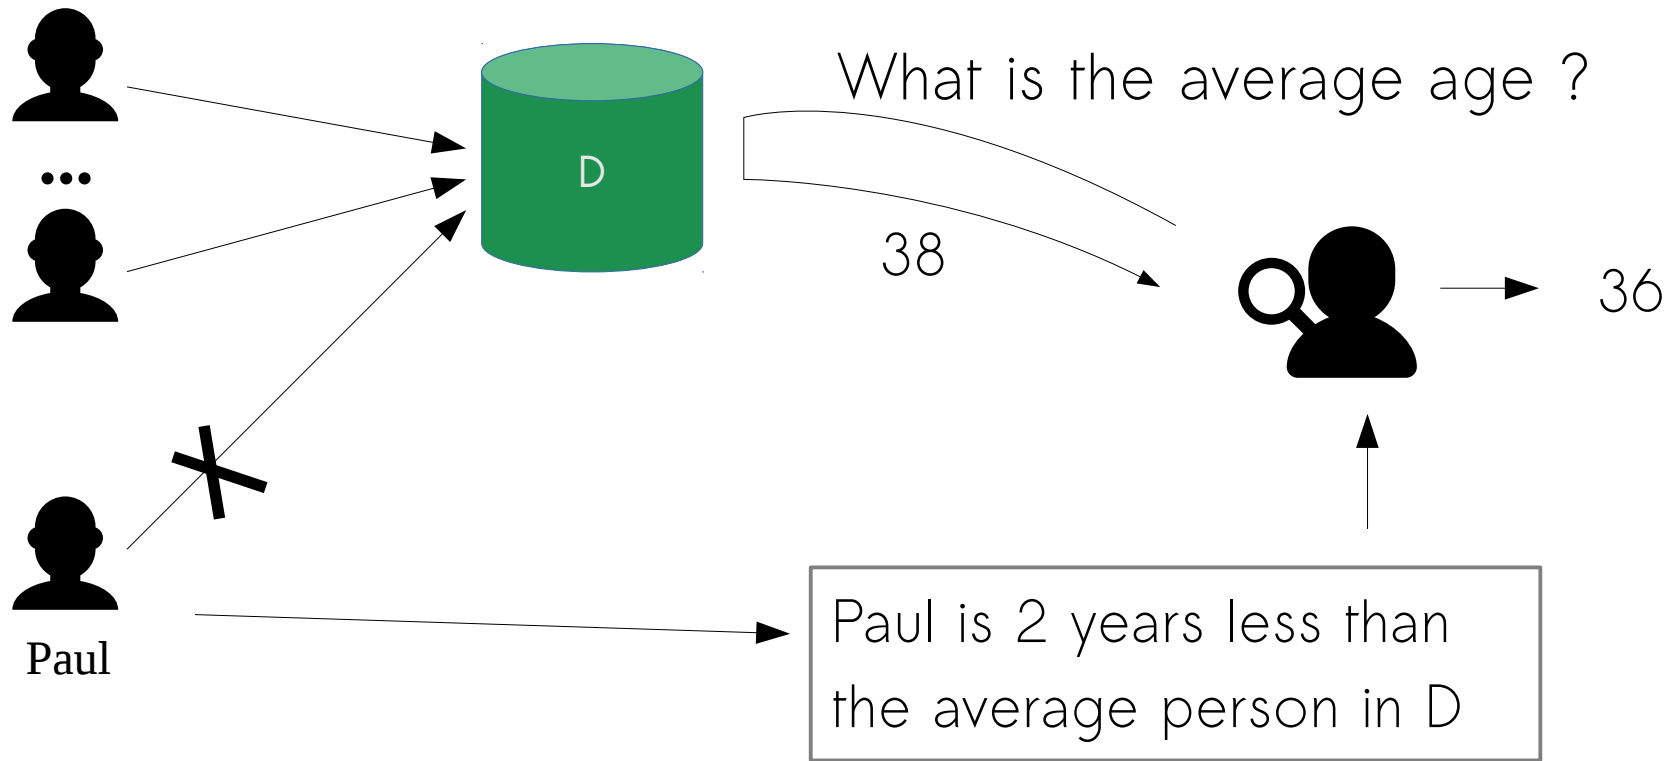 What is the average age ?
D
38
36
Paul
Paul is 2 years less than
the average person in D